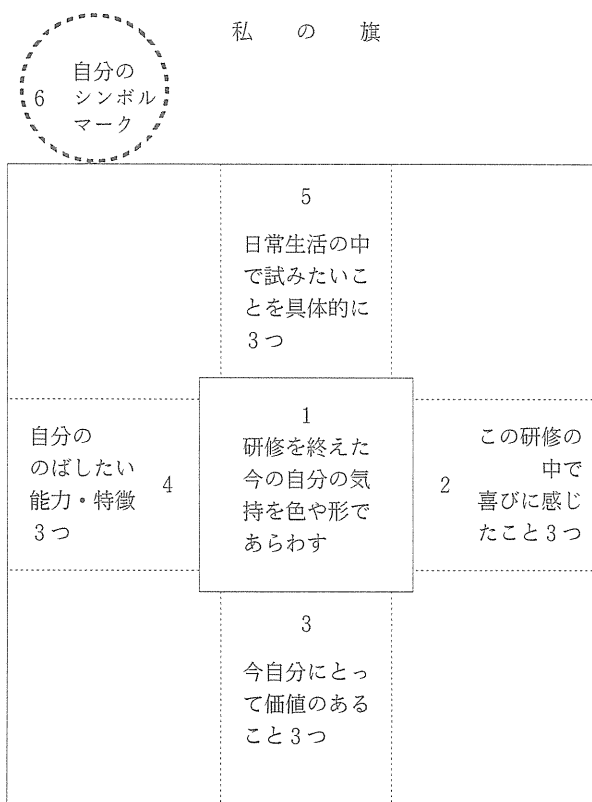 私の旗
自分の
6 シンボル
マーク
5
日常生活の中
で試みたいこ
とを具体的に
3つ
1
研修を終えた
今の自分の気
持を色や形で
あらわす
自分の
のばしたい
能力・特徴 4
3つ
この研修の
中で
2 喜びに感じ
たこと3つ
3
今自分にとっ
て価値のある
こと3つ